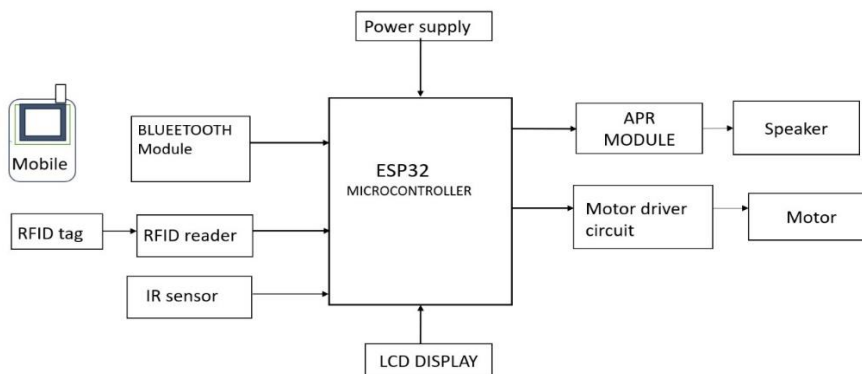 Power supply
Mobile
BLUEETOOTH
Module
ESP32
MICROCONTROLLER
APR
MODULE
Speaker
RFID tag
RFID reader
Motor driver
circuit
Motor
IR sensor
LCD DISPLAY